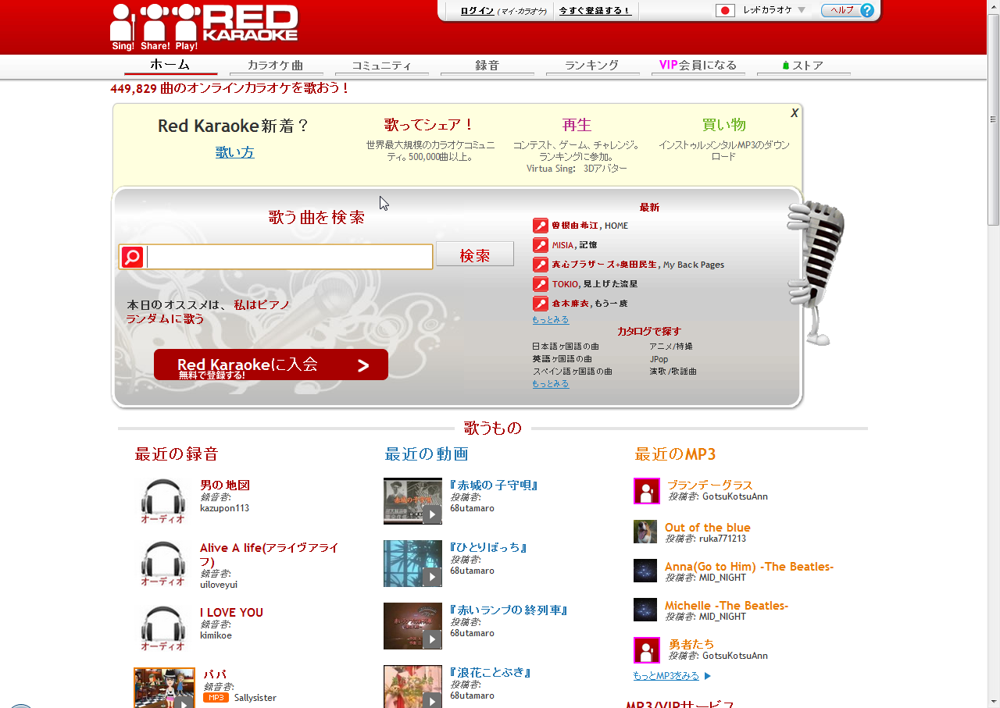 RED
KARAOKE
Sing! Share! Play!
ログイン (マイ-カラオケ) 今すぐ登録する！ レッドカラオケ ヘルプ ?
ホーム カラオケ曲 コミュニティ 録音 ランキング VIP会員になる ストア
449,829 曲のオンラインカラオケを歌おう！
X
Red Karaoke新着？
歌い方
歌ってシェア！
世界最大規模のカラオケコミュニ
ティ。500,000曲以上。
再生
コンテスト、ゲーム、チャレンジ。
ランキングに参加。
Virtua Sing： 3Dアバター
買い物
インストゥルメンタルMP3のダウン
ロード
歌う曲を検索
検索
本日のオススメは、 私はピアノ
ランダムに歌う
Red Karaokeに入会 >
無料で登録する!
最新
曽根由希江, HOME
MISIA, 記憶
真心ブラザーズ+奥田民生, My Back Pages
TOKIO, 見上げた流星
倉木麻衣, もう一度
もっとみる
カタログで探す
日本語ヶ国語の曲 アニメ/特撮
英語ヶ国語の曲 JPop
スペイン語ヶ国語の曲 演歌 /歌謡曲
もっとみる
歌うもの
最近の録音
オーディオ
男の地図
録音者:
kazupon113
オーディオ
Alive A life(アライヴアライ
フ)
録音者:
uiloveyui
オーディオ
I LOVE YOU
録音者:
kimikoe
パパ
録音者:
MP3 Sallysister
最近の動画
『赤城の子守唄』
投稿者:
68utamaro
『ひとりぼっち』
投稿者:
68utamaro
『赤いランプの終列車』
投稿者:
68utamaro
『浪花ことぶき』
投稿者:
68utamaro
最近のMP3
ブランデーグラス
投稿者: GotsuKotsuAnn
Out of the blue
投稿者: ruka771213
Anna(Go to Him) -The Beatles-
投稿者: MID_NIGHT
Michelle -The Beatles-
投稿者: MID_NIGHT
勇者たち
投稿者: GotsuKotsuAnn
もっとMP3をみる
MP3/VIPサービス